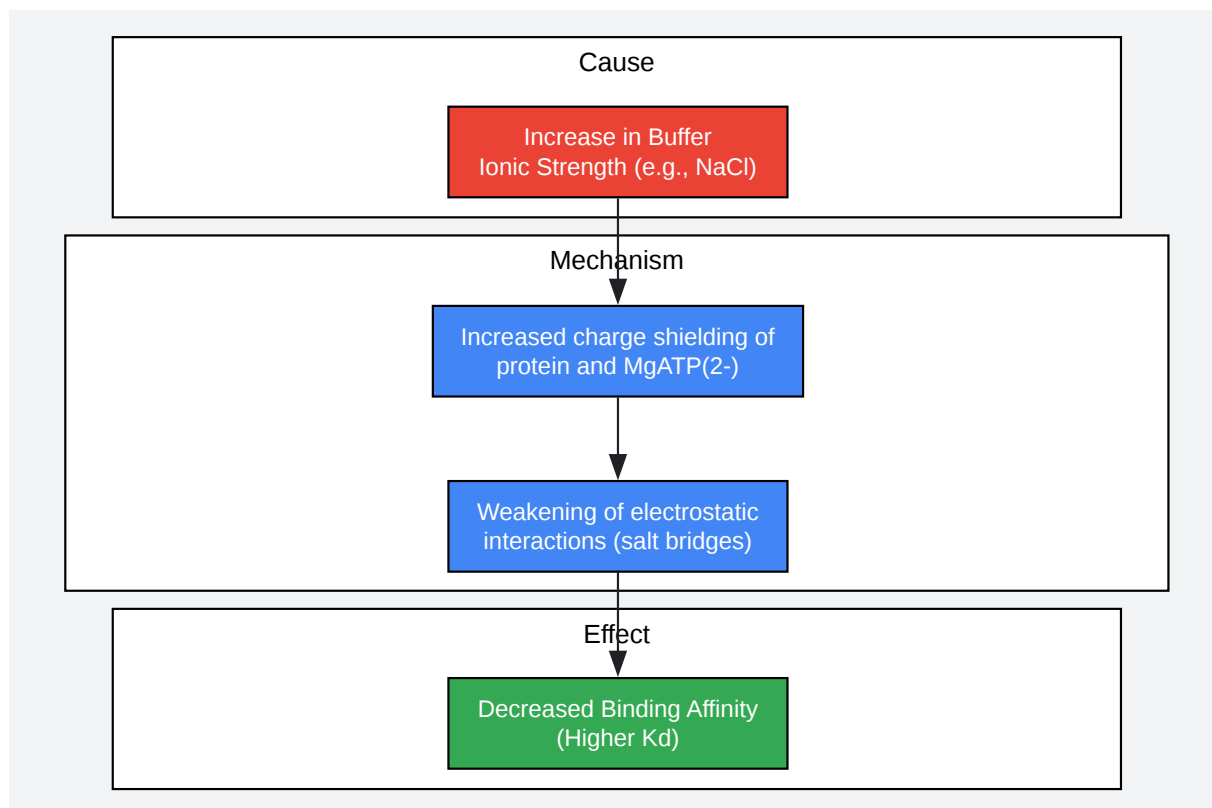 Cause
Increase in Buffer
Ionic Strength (e.g., NaCl)
Mechanism
Increased charge shielding of
protein and MgATP(2-)
Weakening of electrostatic
interactions (salt bridges)
Effect
Decreased Binding Affinity
(Higher Kd)